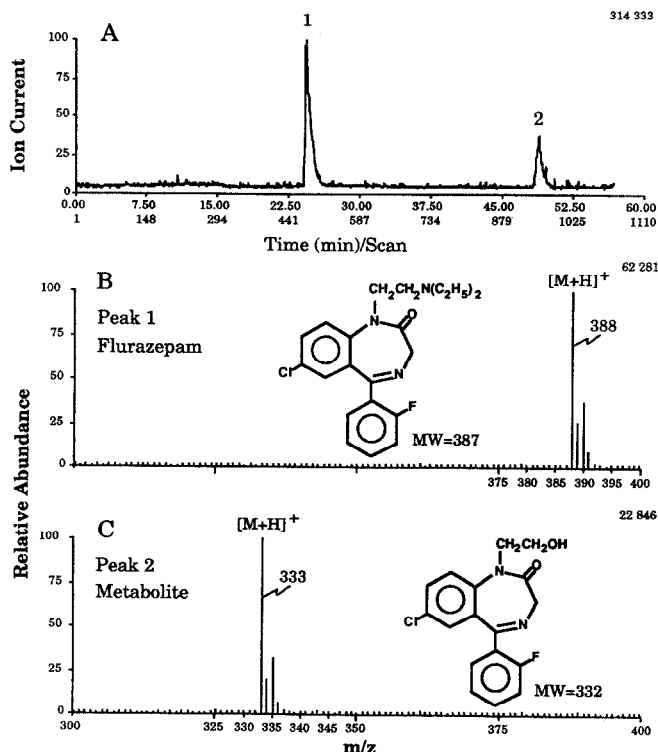 A
1
314 333
100
75
50
25
0.00
Ion Current
2
0.00 7.50 15.00 22.50 30.00 37.50 45.00 52.50 60.00
1 148 294 441 587 734 879 1025 1110
Time (min)/Scan
B
Peak 1
Flurazepam
[M+H]+
62 281
388
100
75
50
25
0
CH₂CH₂N(C₂H₅)₂
N
O
Cl
N
F
MW=387
375 380 385 390 395 400
Relative Abundance
C
Peak 2
Metabolite
[M+H]+
22 846
333
100
75
50
25
0
CH₂CH₂OH
N
O
Cl
N
F
MW=332
300 325 330 335 340 345 350 375 400
m/z